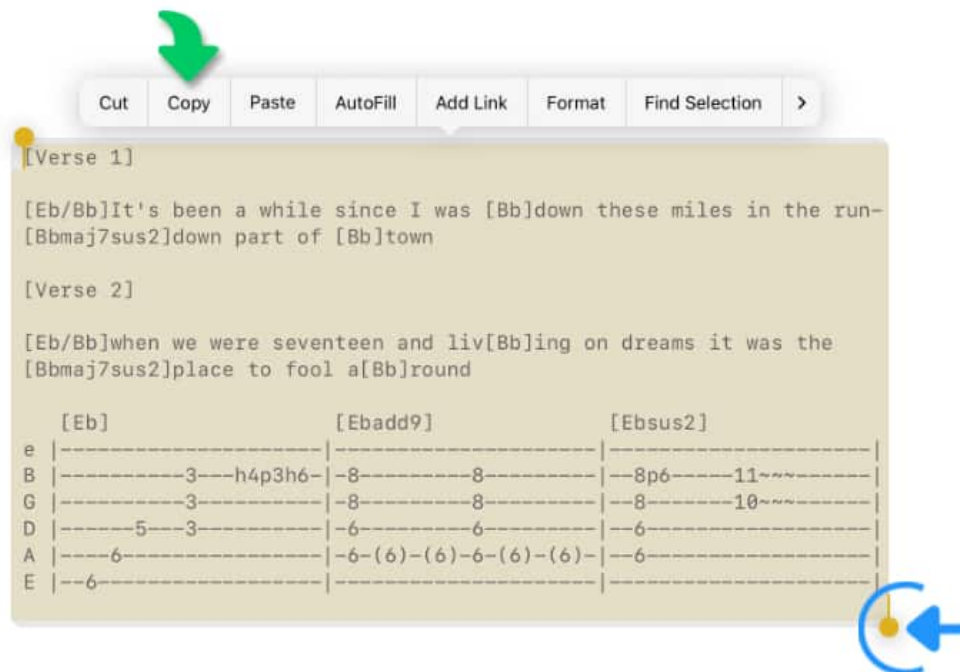 Cut Copy Paste AutoFill Add Link Format Find Selection >
[Verse 1]
[Eb/Bb]It's been a while since I was [Bb]down these miles in the run-
[Bbmaj7sus2]down part of [Bb]town
[Verse 2]
[Eb/Bb]when we were seventeen and liv[Bb]ing on dreams it was the
[Bbmaj7sus2]place to fool a[Bb]round
   [Eb]                    [Ebadd9]                [Ebsus2]
e |---------------------|---------------------|---------------------|
B |----------3---h4p3h6-|-8---------8---------|--8p6-----11~~~------|
G |----------3----------|-8---------8---------|--8-------10~~~------|
D |------5---3----------|-6---------6---------|--6------------------|
A |----6----------------|-6-(6)-(6)-6-(6)-(6)-|--6------------------|
E |--6------------------|---------------------|---------------------|